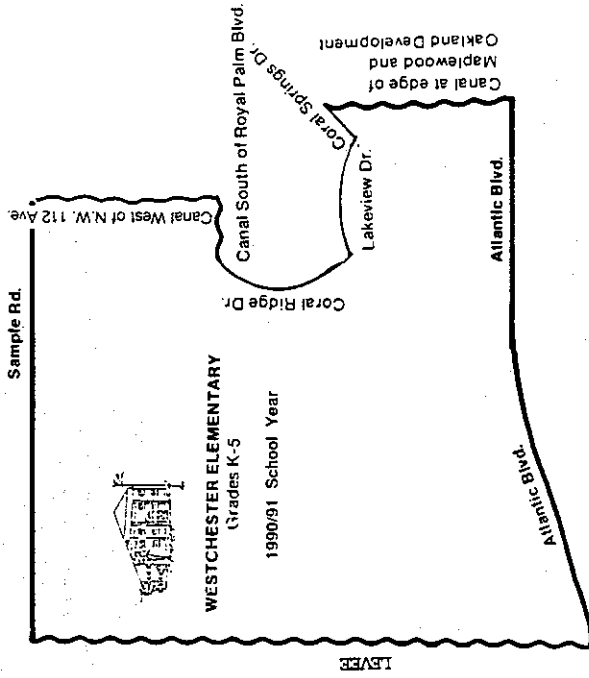 Sample Rd.
Canal West of N.W. 112 Ave.
Canal South of Royal Palm Blvd.
Coral Springs Dr.
WESTCHESTER ELEMENTARY
Grades K-5
1990/91 School Year
Coral Ridge Dr.
Lakeview Dr.
Canal at edge of
Maplewood and
Oakland Development
Atlantic Blvd.
Atlantic Blvd.
LEVEE